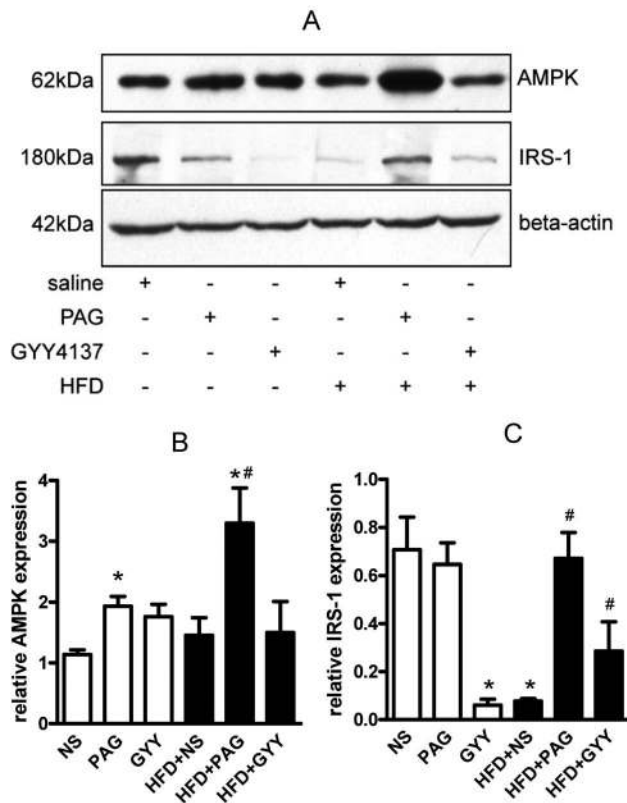 A
62kDa AMPK
180kDa IRS-1
42kDa beta-actin
saline + - - + - -
PAG - + - - + -
GYY4137 - - + - - +
HFD - - - + + +
B
relative AMPK expression
4
3
2
1
0
*
*#
NS PAG GYY HFD+NS HFD+PAG HFD+GYY
C
relative IRS-1 expression
1.0
0.8
0.6
0.4
0.2
0.0
* * # #
NS PAG GYY HFD+NS HFD+PAG HFD+GYY